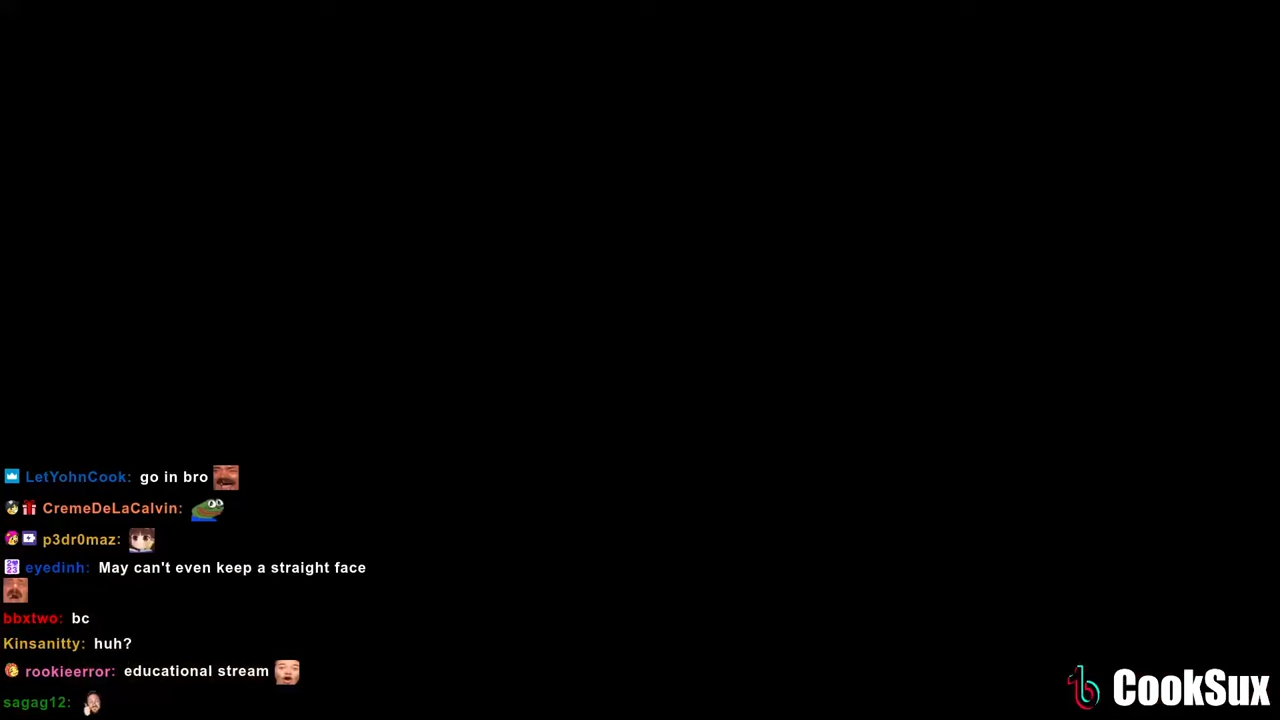 LetYohnCook: go in bro
CremeDeLaCalvin:
p3dr0maz:
eyedinh: May can't even keep a straight face
bbxtwo: bc
Kinsanitty: huh?
rookieerror: educational stream
sagag12:
CookSux